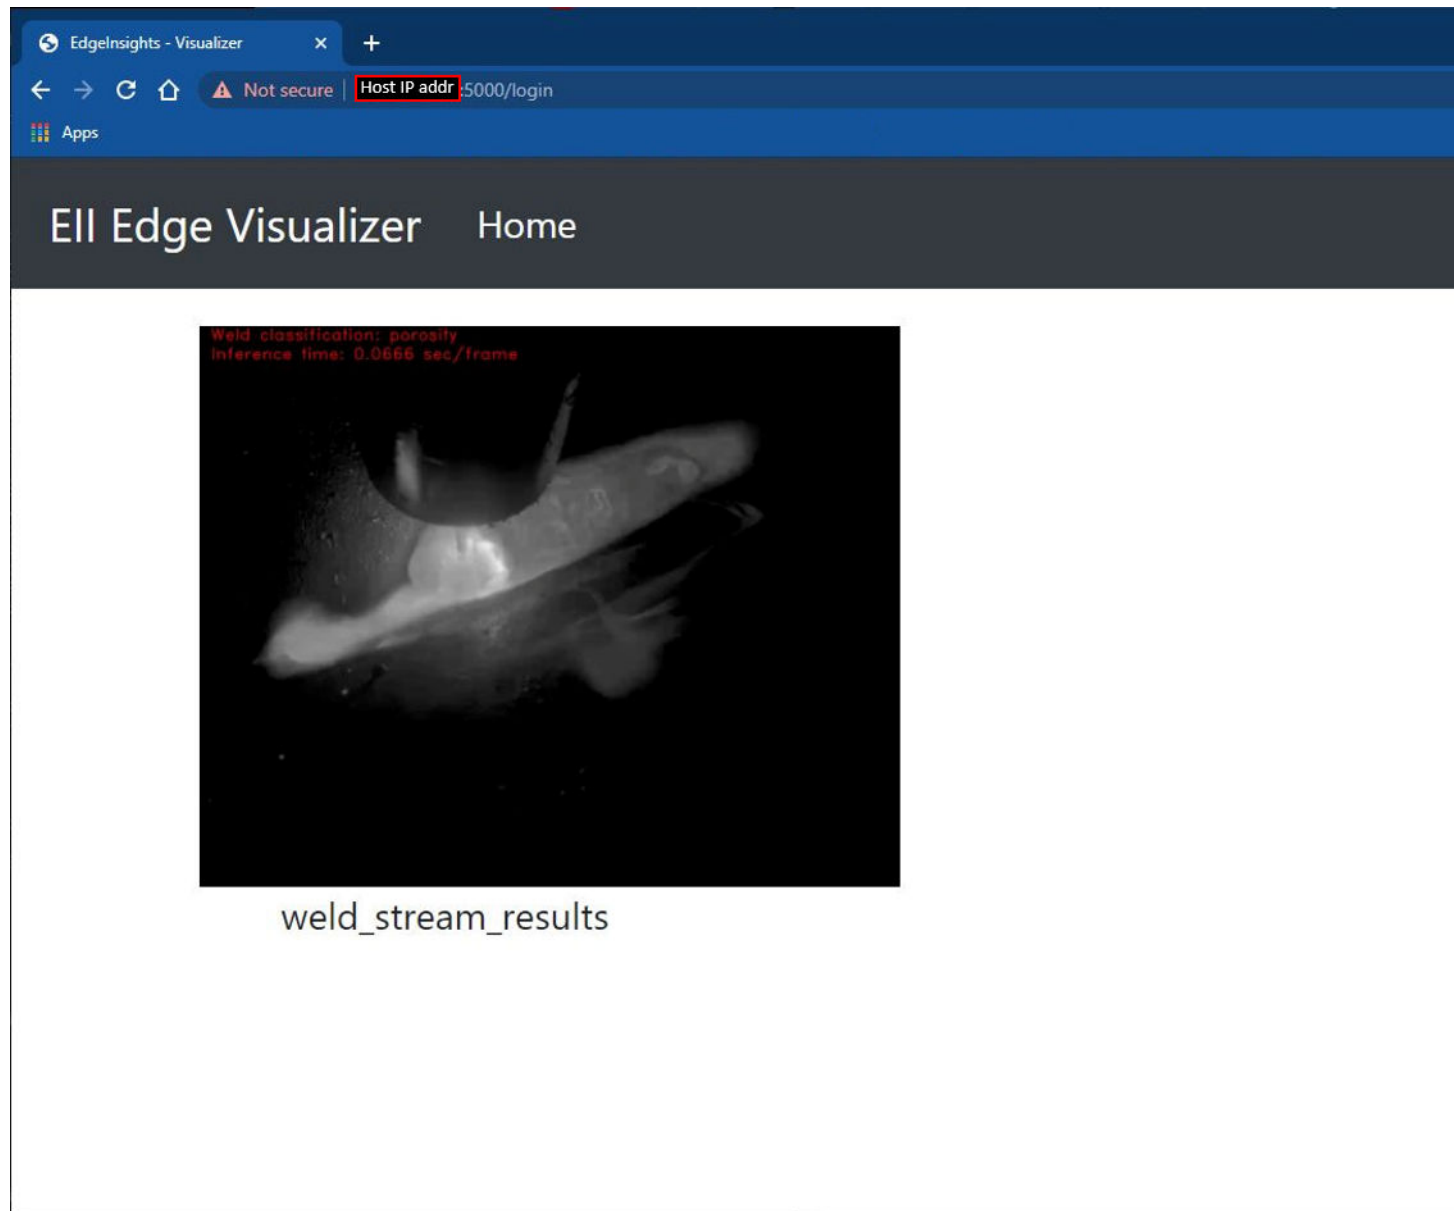 EdgeInsights - Visualizer
Not secure | Host IP addr :5000/login
Apps
EII Edge Visualizer Home
Weld classification: porosity
Inference time: 0.0666 sec/frame
weld_stream_results